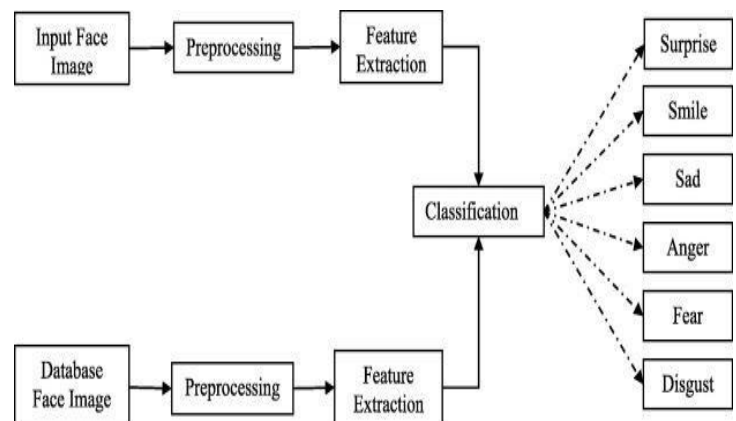 Input Face
Image
Preprocessing
Feature
Extraction
Classification
Surprise
Smile
Sad
Anger
Fear
Disgust
Database
Face Image
Preprocessing
Feature
Extraction